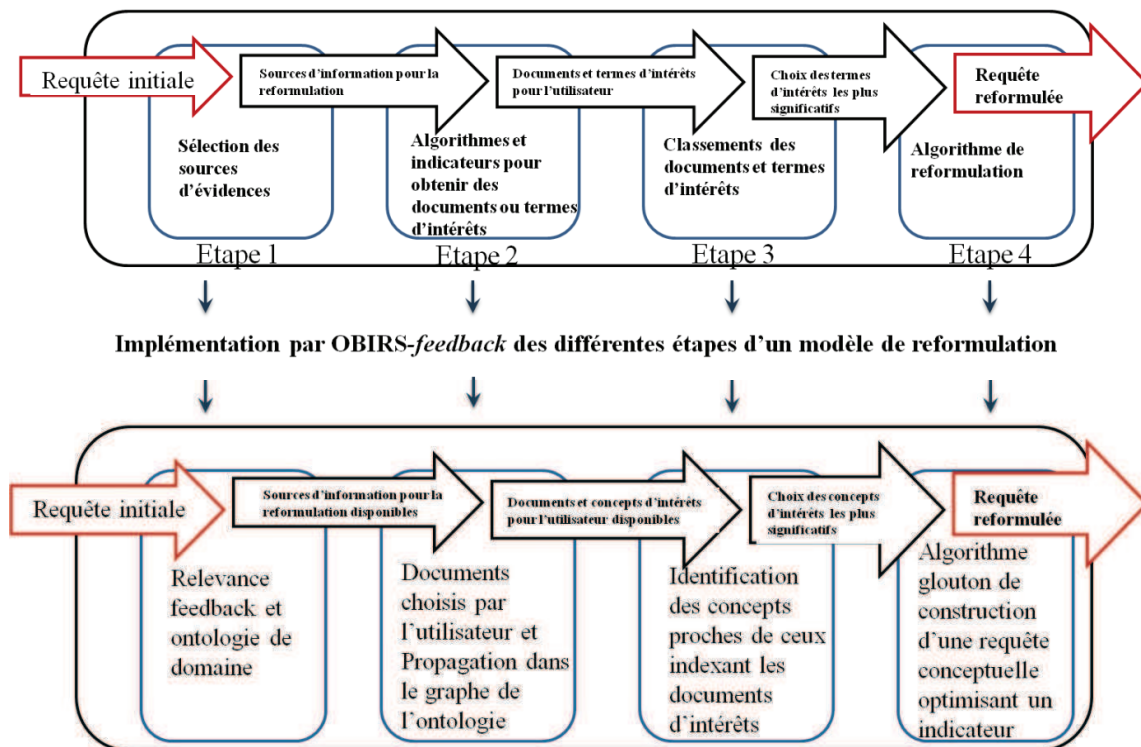 Requête initiale
Sources d'information pour la
reformulation
Documents et termes d'intérêts
pour l'utilisateur
Choix des termes
d'intérêts les plus
significatifs
Requête
reformulée
Sélection des
sources
d'évidences
Algorithmes et
indicateurs pour
obtenir des
documents ou termes
d'intérêts
Classements des
documents et termes
d'intérêts
Algorithme de
reformulation
Etape 1
Etape 2
Etape 3
Etape 4
Implémentation par OBIRS-feedback des différentes étapes d'un modèle de reformulation
Requête initiale
Sources d'information pour la
reformulation disponibles
Documents et concepts d'intérêts
pour l'utilisateur disponibles
Choix des concepts
d'intérêts les plus
significatifs
Requête
reformulée
Relevance
feedback et
ontologie de
domaine
Documents
choisis par
l'utilisateur et
Propagation dans
le graphe de
l'ontologie
Identification
des concepts
proches de ceux
indexant les
documents
d'intérêts
Algorithme
glouton de
construction
d'une requête
conceptuelle
optimisant un
indicateur